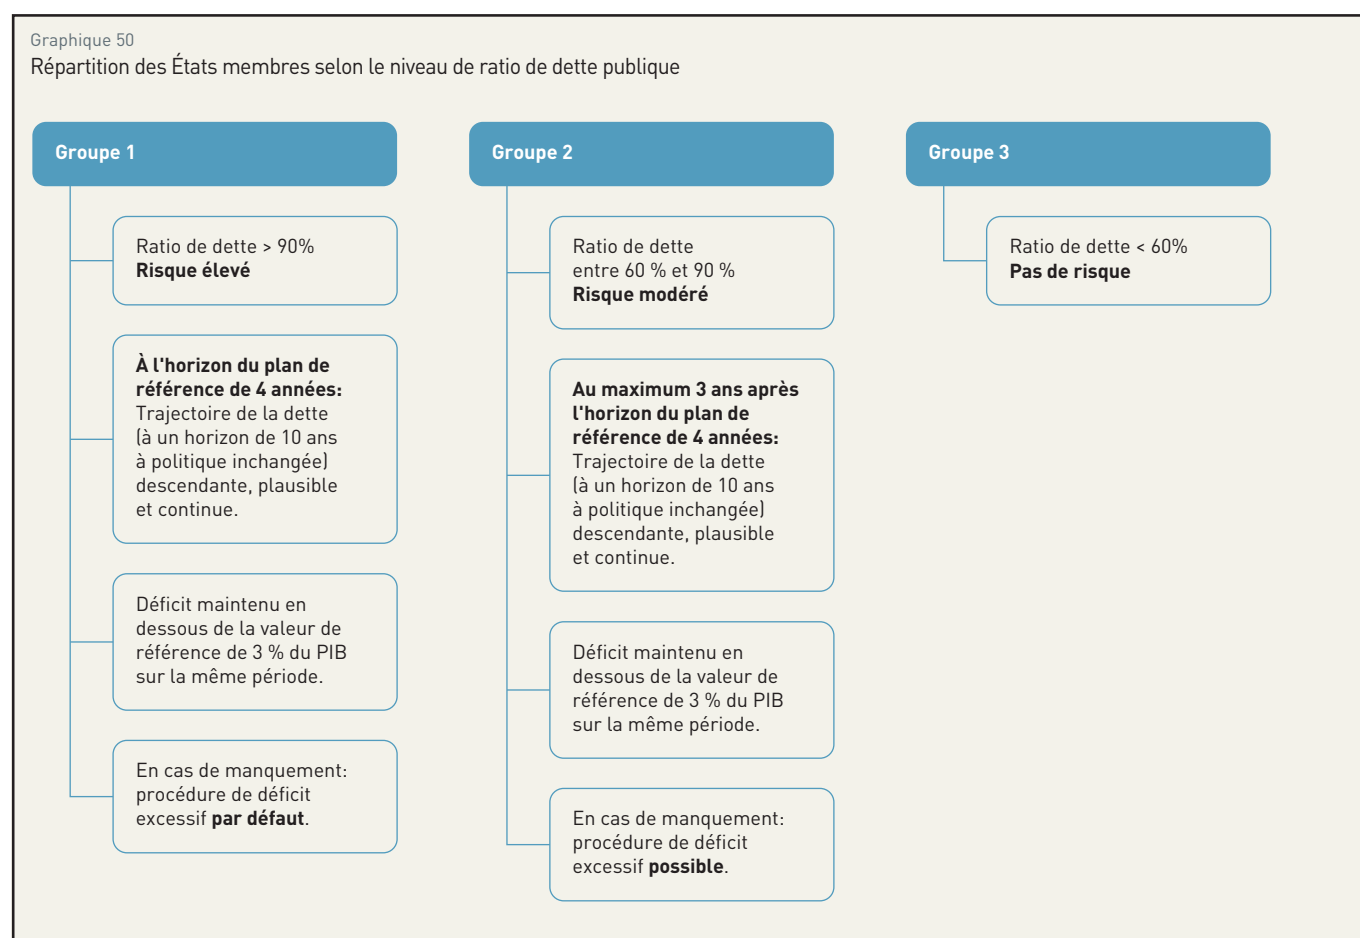 Graphique 50
Répartition des États membres selon le niveau de ratio de dette publique
Groupe 1
Ratio de dette > 90%
Risque élevé
À l'horizon du plan de
référence de 4 années:
Trajectoire de la dette
(à un horizon de 10 ans
à politique inchangée)
descendante, plausible
et continue.
Déficit maintenu en
dessous de la valeur de
référence de 3 % du PIB
sur la même période.
En cas de manquement:
procédure de déficit
excessif par défaut.
Groupe 2
Ratio de dette
entre 60 % et 90 %
Risque modéré
Au maximum 3 ans après
l'horizon du plan de
référence de 4 années:
Trajectoire de la dette
(à un horizon de 10 ans
à politique inchangée)
descendante, plausible
et continue.
Déficit maintenu en
dessous de la valeur de
référence de 3 % du PIB
sur la même période.
En cas de manquement:
procédure de déficit
excessif possible.
Groupe 3
Ratio de dette < 60%
Pas de risque